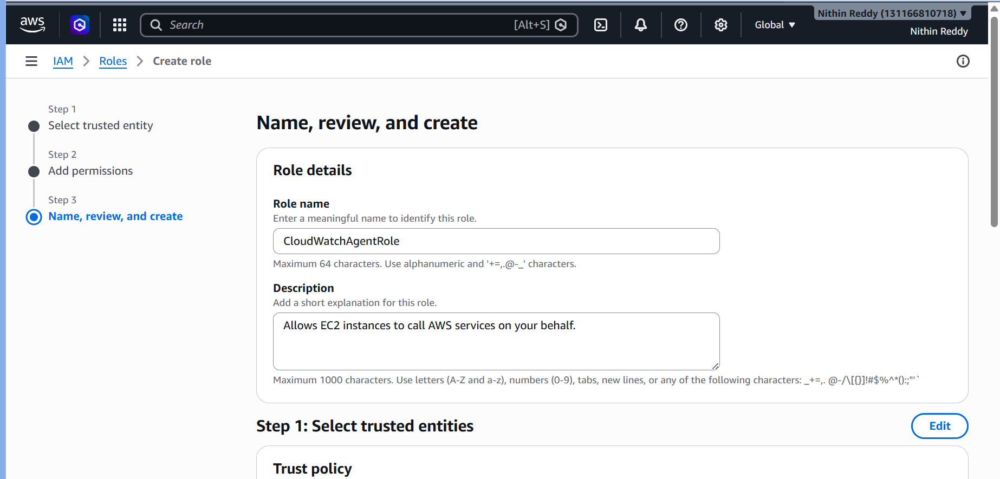 aws
Search
[Alt+S]
Global
Nithin Reddy (131166810718)
Nithin Reddy
IAM
Roles
Create role
Step 1
Select trusted entity
Step 2
Add permissions
Step 3
Name, review, and create
Name, review, and create
Role details
Role name
Enter a meaningful name to identify this role.
CloudWatchAgentRole
Maximum 64 characters. Use alphanumeric and '+=,.@-_' characters.
Description
Add a short explanation for this role.
Allows EC2 instances to call AWS services on your behalf.
Maximum 1000 characters. Use letters (A-Z and a-z), numbers (0-9), tabs, new lines, or any of the following characters: _+=,. @-/\[{}]!#$%^*();:"'`
Step 1: Select trusted entities
Edit
Trust policy